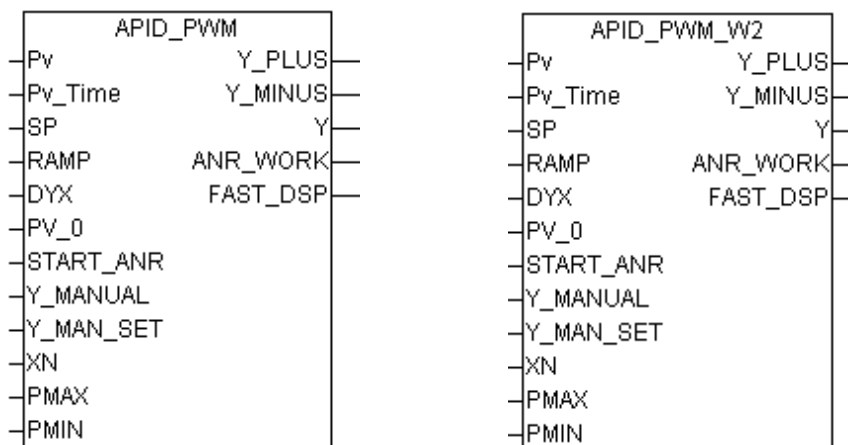 APID_PWM
Pv Y_PLUS
Pv_Time Y_MINUS
SP Y
RAMP ANR_WORK
DYX FAST_DSP
PV_0
START_ANR
Y_MANUAL
Y_MAN_SET
XN
PMAX
PMIN
APID_PWM_W2
Pv Y_PLUS
Pv_Time Y_MINUS
SP Y
RAMP ANR_WORK
DYX FAST_DSP
PV_0
START_ANR
Y_MANUAL
Y_MAN_SET
XN
PMAX
PMIN